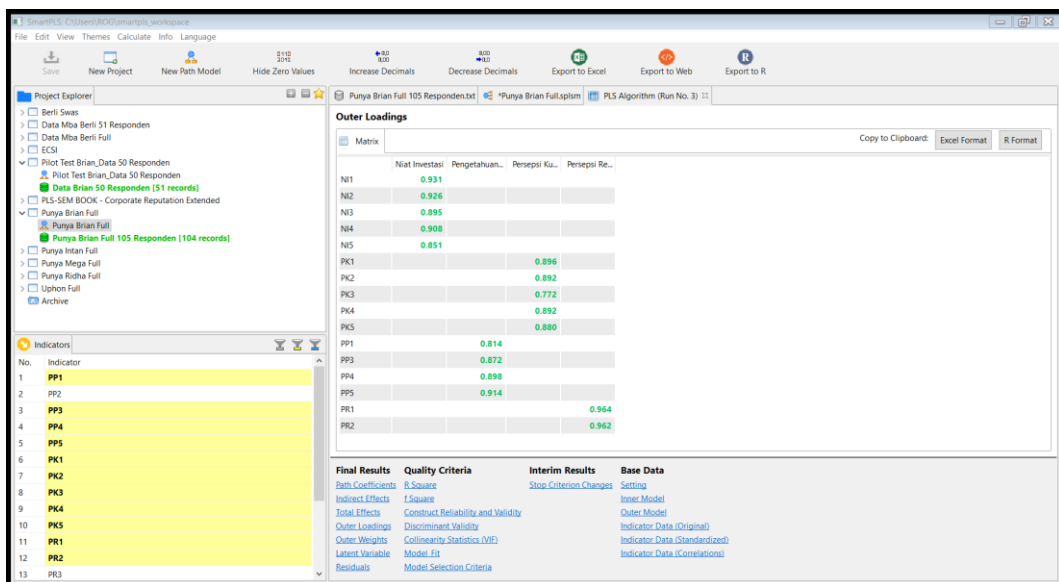 SmartPLS: C:\Users\ROG\smartpls_workspace
File Edit View Themes Calculate Info Language
Save New Project New Path Model Hide Zero Values Increase Decimals Decrease Decimals Export to Excel Export to Web Export to R
Project Explorer
Berli Swas
Data Mba Berli 51 Responden
Data Mba Berli Full
ECSI
Pilot Test Brian_Data 50 Responden
Pilot Test Brian_Data 50 Responden
Data Brian 50 Responden [51 records]
PLS-SEM BOOK - Corporate Reputation Extended
Punya Brian Full
Punya Brian Full
Punya Brian Full 105 Responden [104 records]
Punya Intan Full
Punya Mega Full
Punya Ridha Full
Uphon Full
Archive
Indicators
No. Indicator
1 PP1
2 PP2
3 PP3
4 PP4
5 PP5
6 PK1
7 PK2
8 PK3
9 PK4
10 PK5
11 PR1
12 PR2
13 PR3
Punya Brian Full 105 Responden.txt *Punya Brian Full.splsm PLS Algorithm (Run No. 3)
Outer Loadings
Matrix Copy to Clipboard: Excel Format R Format
Niat Investasi Pengetahuan... Persepsi Ku... Persepsi Re...
NI1 0.931
NI2 0.926
NI3 0.895
NI4 0.908
NI5 0.851
PK1 0.896
PK2 0.892
PK3 0.772
PK4 0.892
PK5 0.880
PP1 0.814
PP3 0.872
PP4 0.898
PP5 0.914
PR1 0.964
PR2 0.962
Final Results Quality Criteria Interim Results Base Data
Path Coefficients R Square Stop Criterion Changes Setting
Indirect Effects f Square Inner Model
Total Effects Construct Reliability and Validity Outer Model
Outer Loadings Discriminant Validity Indicator Data (Original)
Outer Weights Collinearity Statistics (VIF) Indicator Data (Standardized)
Latent Variable Model Fit Indicator Data (Correlations)
Residuals Model Selection Criteria